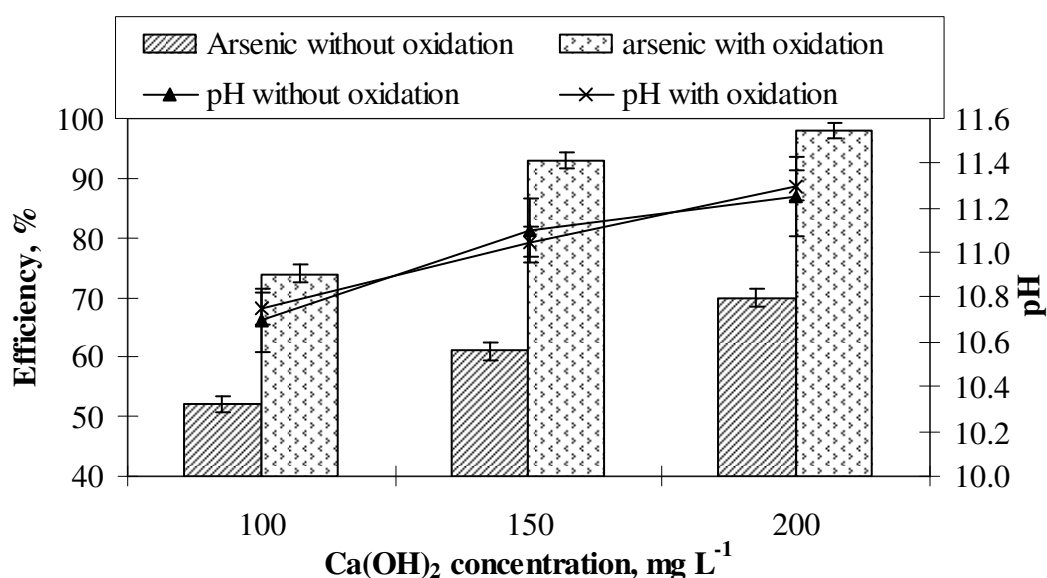 Arsenic without oxidation
arsenic with oxidation
pH without oxidation
pH with oxidation
100
90
80
70
60
50
40
Efficiency, %
11.6
11.4
11.2
11.0
10.8
10.6
10.4
10.2
10.0
pH
100
150
200
Ca(OH)₂ concentration, mg L⁻¹